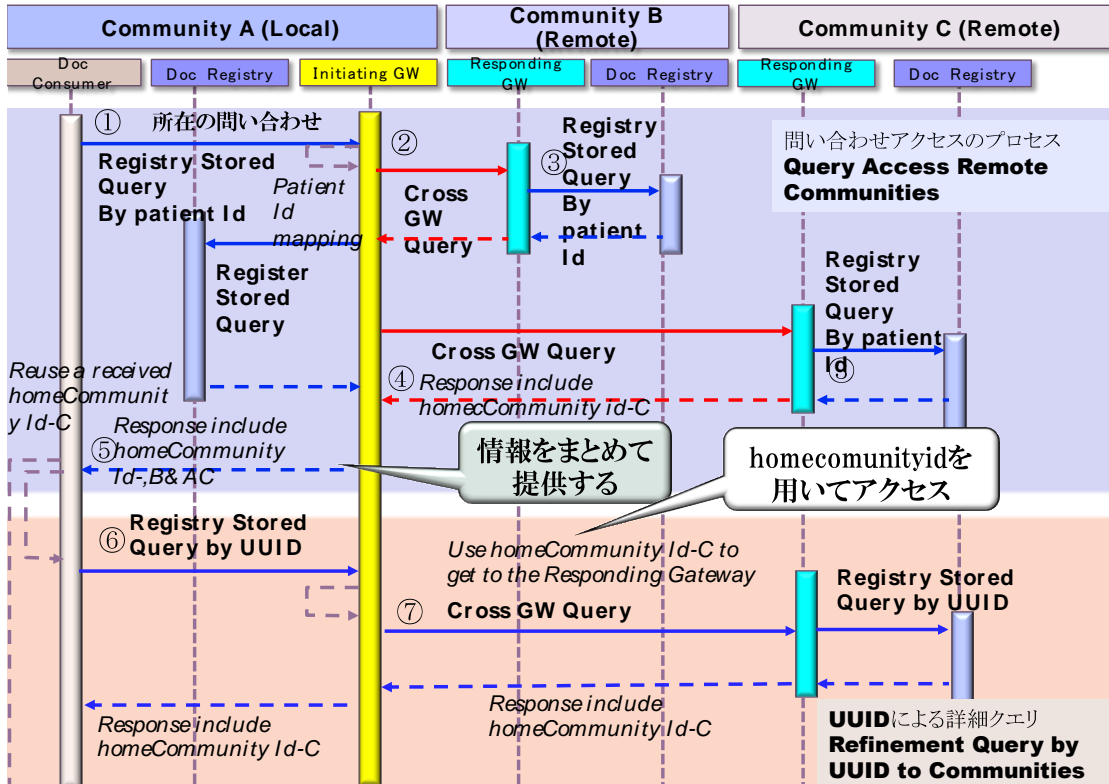 Community A (Local)
Community B
(Remote)
Community C (Remote)
Doc
Consumer
Doc Registry
Initiating GW
Responding
GW
Doc Registry
Responding
GW
Doc Registry
① 所在の問い合わせ
Registry Stored
Query
By patient Id
Patient
Id
mapping
②
Cross
GW
Query
③
Registry
Stored
Query
By
patient
Id
問い合わせアクセスのプロセス
Query Access Remote
Communities
Register
Stored
Query
Registry
Stored
Query
By patient
Id
Cross GW Query
③
Reuse a received
homeCommunit
y Id-C
④
Response include
homecCommunity id-C
⑤
Response include
homeCommunity
Id-,B& AC
情報をまとめて
提供する
homecomunityidを
用いてアクセス
⑥
Registry Stored
Query by UUID
Use homeCommunity Id-C to
get to the Responding Gateway
⑦
Cross GW Query
Registry Stored
Query by UUID
Response include
homeCommunity Id-C
Response include
homeCommunity Id-C
UUIDによる詳細クエリ
Refinement Query by
UUID to Communities